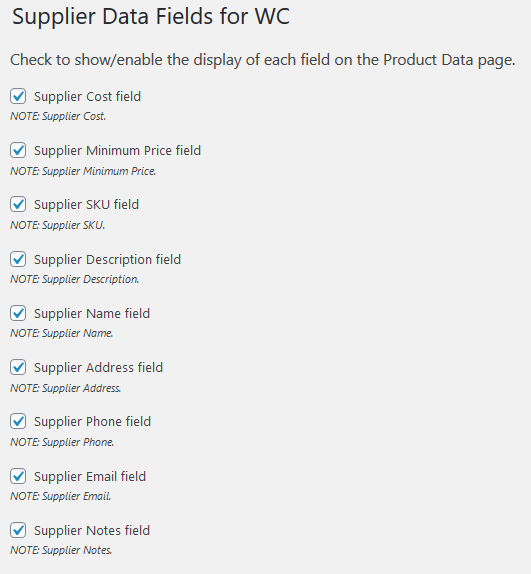 Supplier Data Fields for WC
Check to show/enable the display of each field on the Product Data page.
Supplier Cost field
NOTE: Supplier Cost.
Supplier Minimum Price field
NOTE: Supplier Minimum Price.
Supplier SKU field
NOTE: Supplier SKU.
Supplier Description field
NOTE: Supplier Description.
Supplier Name field
NOTE: Supplier Name.
Supplier Address field
NOTE: Supplier Address.
Supplier Phone field
NOTE: Supplier Phone.
Supplier Email field
NOTE: Supplier Email.
Supplier Notes field
NOTE: Supplier Notes.